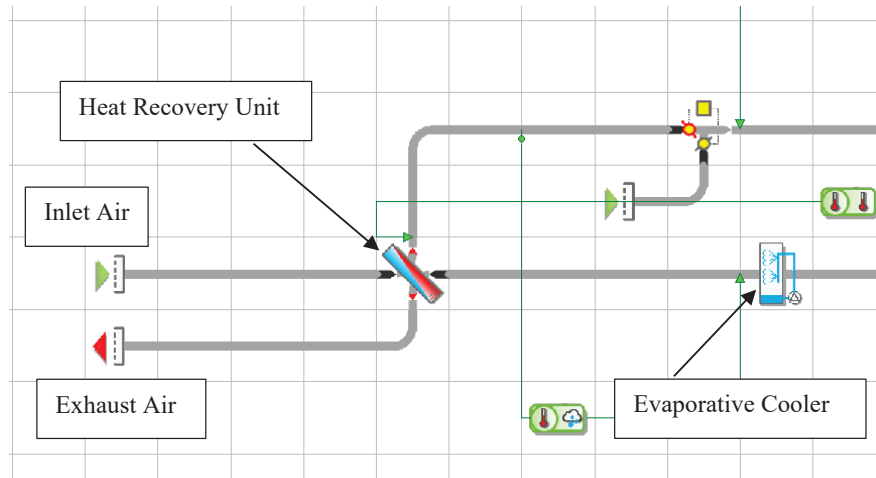 Heat Recovery Unit
Inlet Air
Exhaust Air
Evaporative Cooler